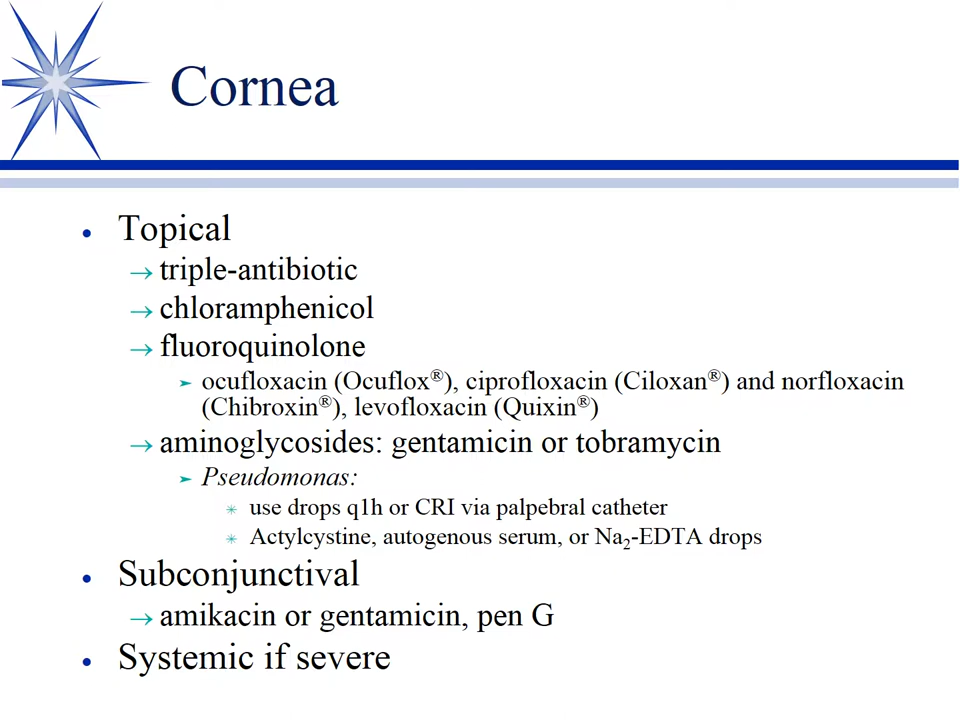 Cornea
• Topical
→ triple-antibiotic
→ chloramphenicol
→ fluoroquinolone
➢ ocufloxacin (Ocuflox®), ciprofloxacin (Ciloxan®) and norfloxacin
(Chibroxin®), levofloxacin (Quixin®)
→ aminoglycosides: gentamicin or tobramycin
➢ Pseudomonas:
✳ use drops q1h or CRI via palpebral catheter
✳ Actylcystine, autogenous serum, or Na₂-EDTA drops
• Subconjunctival
→ amikacin or gentamicin, pen G
• Systemic if severe